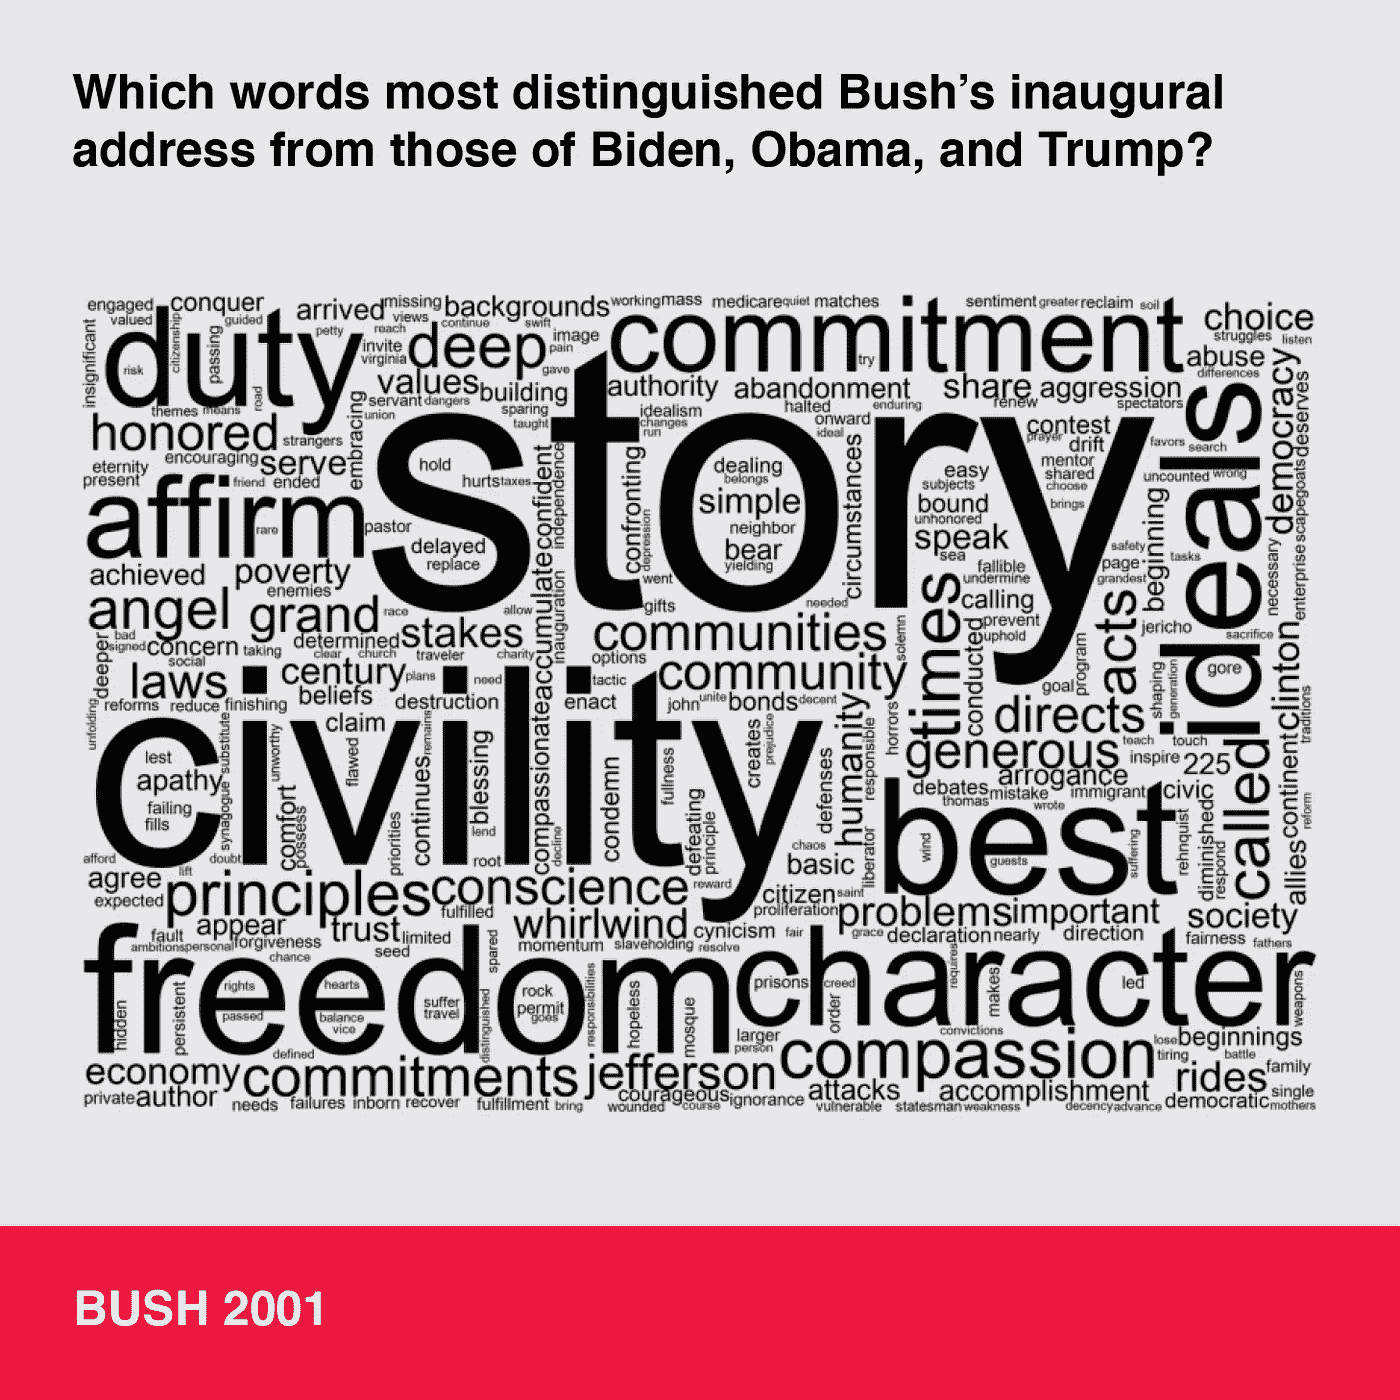 Which words most distinguished Bush’s inaugural
address from those of Biden, Obama, and Trump?
engaged conquer arrived missing backgrounds working mass medicare quiet matches sentiment greater reclaim soil choice
valued guided views continue swift image struggles listen
insignificant duty risk citizenship passing petty reach invite virginia deep pain gave commitment try abuse differences
road values building authority abandonment share aggression democracy deserves
themes means servant dangers sparing idealism halted enduring renew spectators
union taught changes run onward ideal contest
honored strangers embracing story prayer drift favors search ideals
encouraging serve hold confident independence confronting dealing belongs circumstances easy mentor shared uncounted wrong
eternity present friend ended hurts taxes simple subjects choose scapegoats
affirm rare pastor depression neighbor bound unhonored brings beginning
delayed replace bear yielding speak sea safety tasks
achieved poverty enemies went fallible page necessary enterprise
angel grand race allow accumulate inauguration gifts needed times undermine grandest calling prevent
bad signed concern taking determined stakes communities solemn conducted uphold acts jericho sacrifice
deeper social clear church traveler charity options community program gore
laws century plans need tactic goal shaping generation clinton
reforms reduce finishing beliefs destruction enact john unite bonds decent directs traditions
unfolding claim remains humanity horrors generous teach touch
civility lest substitute unworthy flawed continues blessing compassionate condemn fullness creates prejudice defenses responsible arrogance inspire 225 called continent
apathy debates mistake immigrant civic
failing fills synagogue comfort possess priorities lend decline defeating principle thomas wrote best reform
afford doubt root chaos basic liberator wind guests suffering rehnquist diminished respond allies
agree lift principles conscience reward citizen saint
expected fulfilled proliferation problems important society
appear trust limited whirlwind cynicism fair grace declaration nearly direction fairness fathers
fault ambitions personal forgiveness seed momentum slaveholding resolve
chance spared
freedom rights hearts suffer travel rock permit goes character prisons creed requires led weapons
hidden persistent passed balance vice distinguished responsibilities hopeless mosque order makes
defined larger person convictions lose beginnings
economy commitments jefferson compassion tiring battle family
private author courageous ignorance attacks accomplishment rides single
needs failures inborn recover fulfillment bring wounded course vulnerable statesman weakness decency advance democratic mothers
BUSH 2001